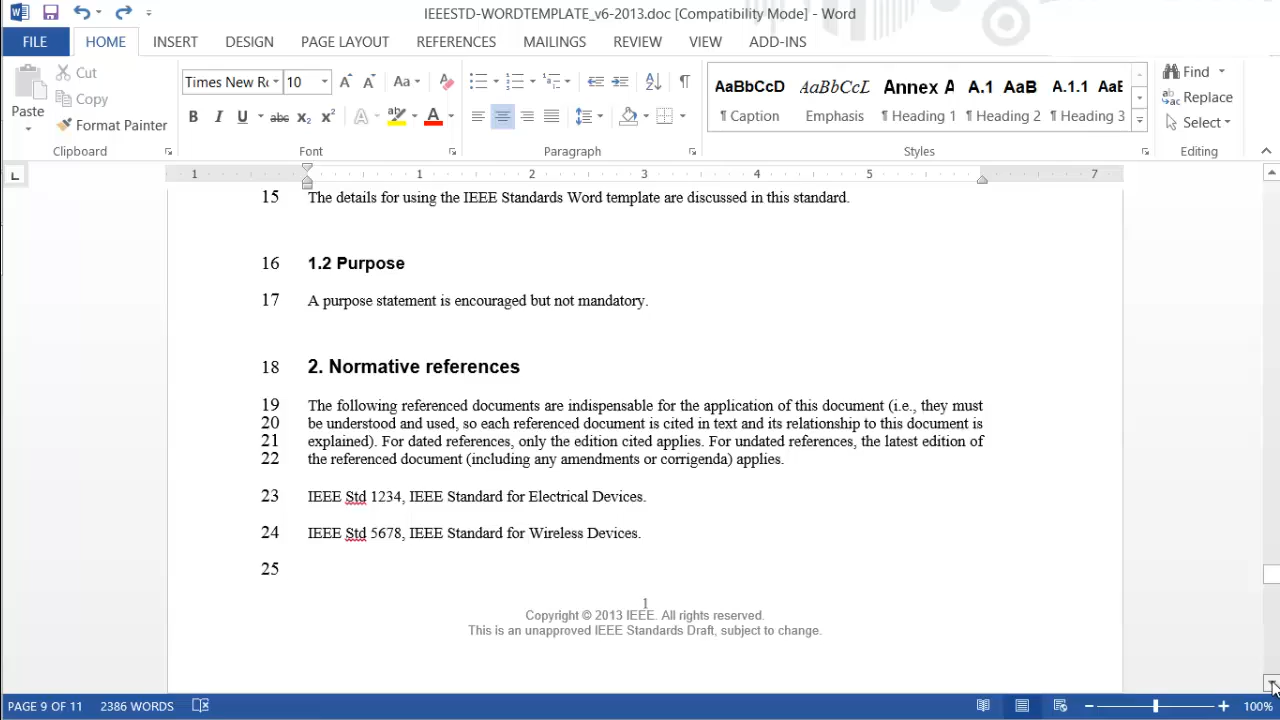 IEEESTD-WORDTEMPLATE_v6-2013.doc [Compatibility Mode] - Word
FILE HOME INSERT DESIGN PAGE LAYOUT REFERENCES MAILINGS REVIEW VIEW ADD-INS
Paste
Cut
Copy
Format Painter
Clipboard
Times New Ro 10
Font
Paragraph
AaBbCcD AaBbCcL Annex A A.1 AaB A.1.1 AaE
¶ Caption Emphasis ¶ Heading 1 ¶ Heading 2 ¶ Heading 3
Styles
Find
Replace
Select
Editing
1 1 2 3 4 5 7
15 The details for using the IEEE Standards Word template are discussed in this standard.
16 1.2 Purpose
17 A purpose statement is encouraged but not mandatory.
18 2. Normative references
19 The following referenced documents are indispensable for the application of this document (i.e., they must
20 be understood and used, so each referenced document is cited in text and its relationship to this document is
21 explained). For dated references, only the edition cited applies. For undated references, the latest edition of
22 the referenced document (including any amendments or corrigenda) applies.
23 IEEE Std 1234, IEEE Standard for Electrical Devices.
24 IEEE Std 5678, IEEE Standard for Wireless Devices.
25
1
Copyright © 2013 IEEE. All rights reserved.
This is an unapproved IEEE Standards Draft, subject to change.
PAGE 9 OF 11 2386 WORDS 100%